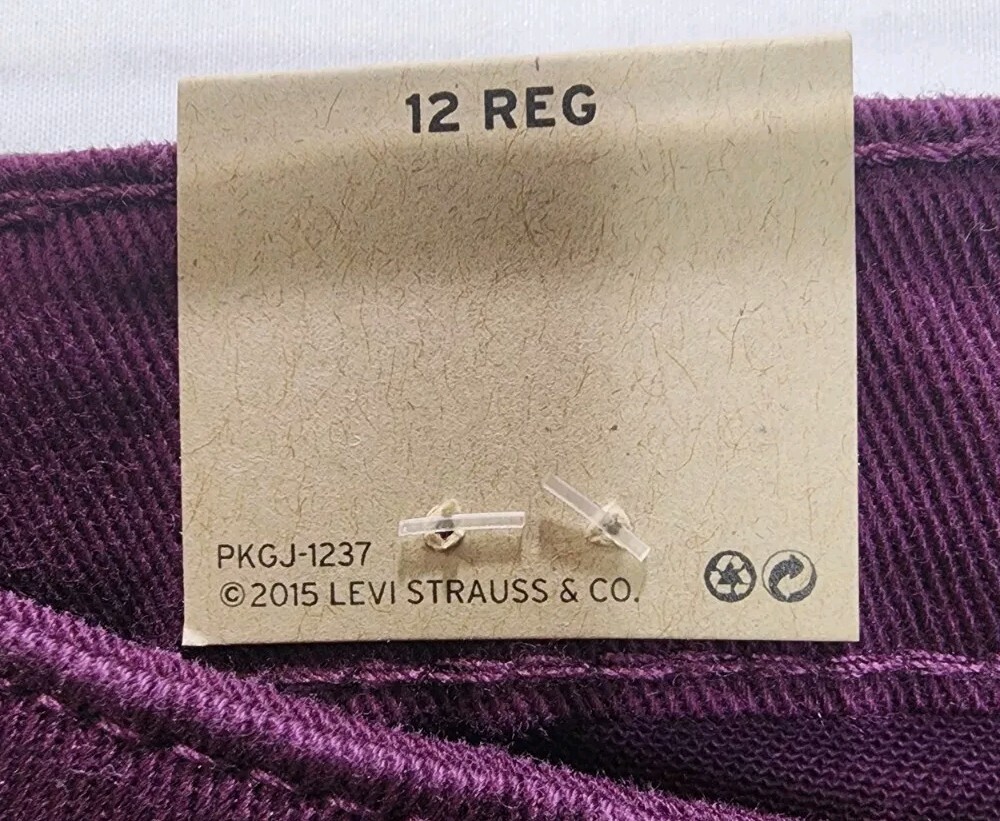 12 REG
PKGJ-1237
©2015 LEVI STRAUSS & CO.